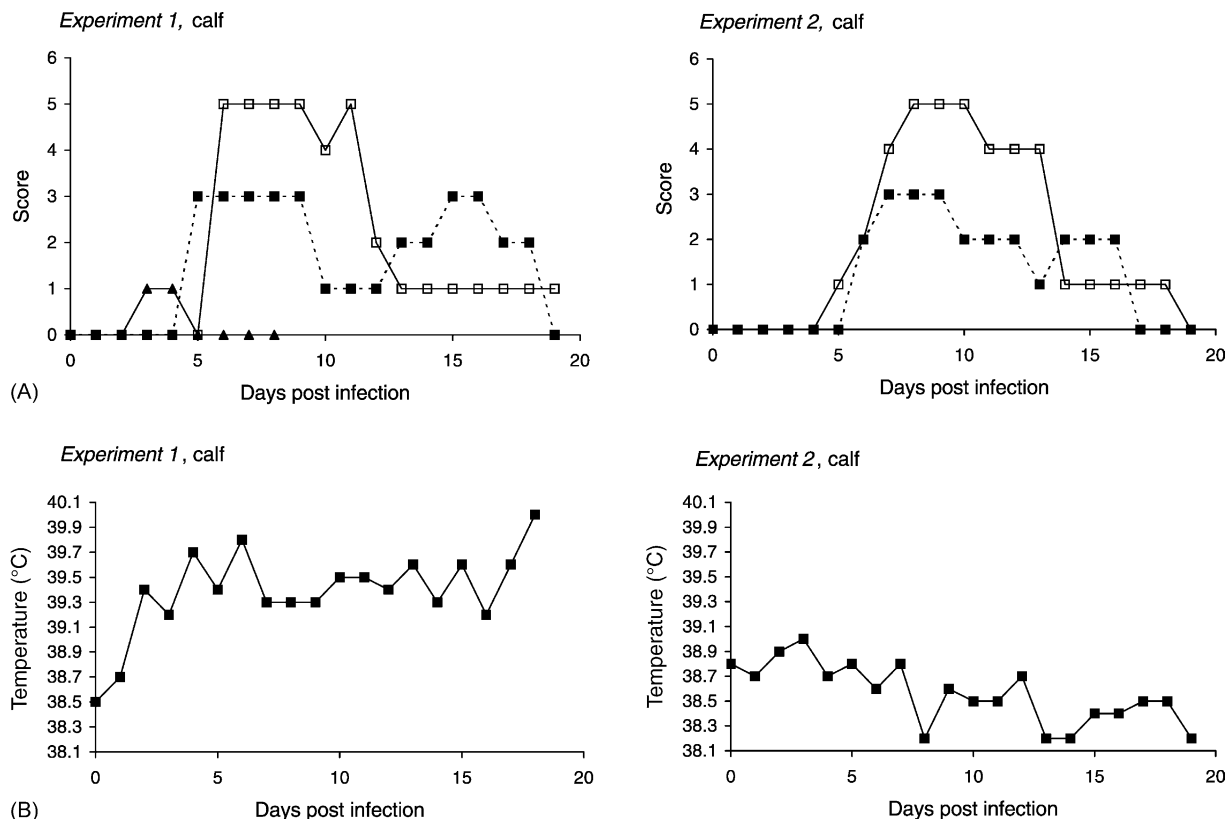 Experiment 1, calf
6
5
4
3
2
1
0
Score
0 5 10 15 20
Days post infection
Experiment 2, calf
6
5
4
3
2
1
0
Score
0 5 10 15 20
Days post infection
(A)
Experiment 1, calf
40.1
39.9
39.7
39.5
39.3
39.1
38.9
38.7
38.5
38.3
38.1
Temperature (°C)
0 5 10 15 20
Days post infection
Experiment 2, calf
40.1
39.9
39.7
39.5
39.3
39.1
38.9
38.7
38.5
38.3
38.1
Temperature (°C)
0 5 10 15 20
Days post infection
(B)